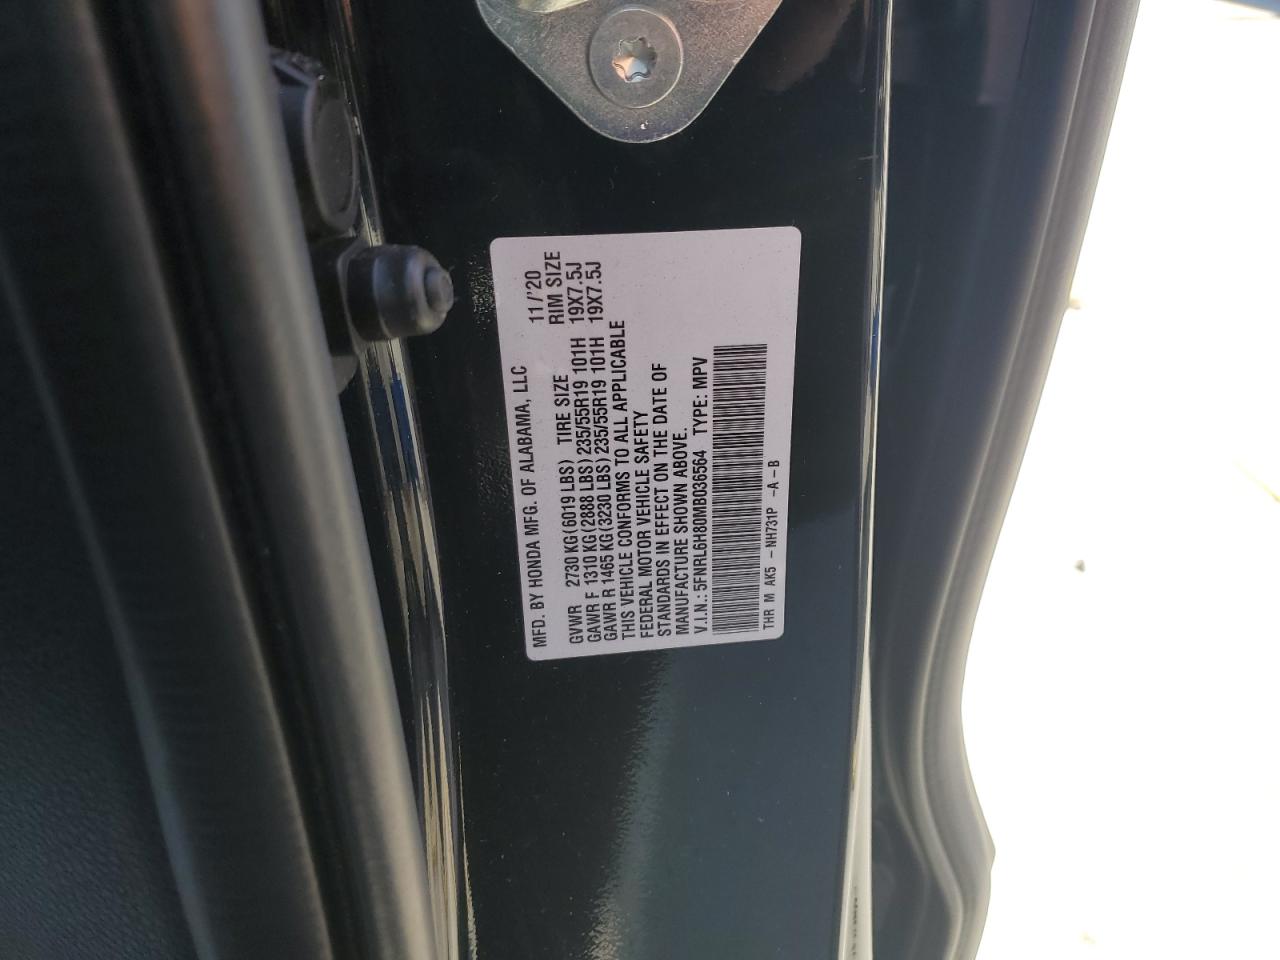 MFD. BY HONDA MFG. OF ALABAMA, LLC 11/'20
GVWR 2730 KG(6019 LBS) TIRE SIZE RIM SIZE
GAWR F 1310 KG(2888 LBS)235/55R19 101H 19X7.5J
GAWR R 1465 KG(3230 LBS)235/55R19 101H 19X7.5J
THIS VEHICLE CONFORMS TO ALL APPLICABLE
FEDERAL MOTOR VEHICLE SAFETY
STANDARDS IN EFFECT ON THE DATE OF
MANUFACTURE SHOWN ABOVE.
V.I.N.: 5FNRL6H80MB036564 TYPE: MPV
THR M AK5 - NH731P -A-B